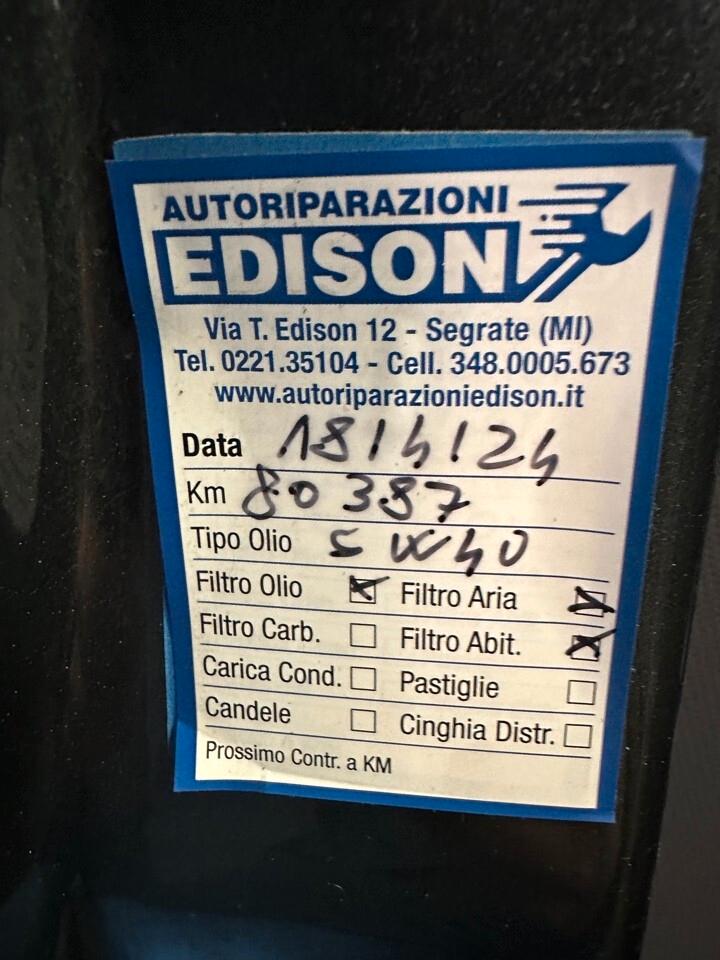 AUTORIPARAZIONI
EDISON
Via T. Edison 12 - Segrate (MI)
Tel. 0221.35104 - Cell. 348.0005.673
www.autoriparazioniedison.it
Data 18/4/24
Km 80387
Tipo Olio 5W40
Filtro Olio Filtro Aria
Filtro Carb. Filtro Abit.
Carica Cond. Pastiglie
Candele Cinghia Distr.
Prossimo Contr. a KM